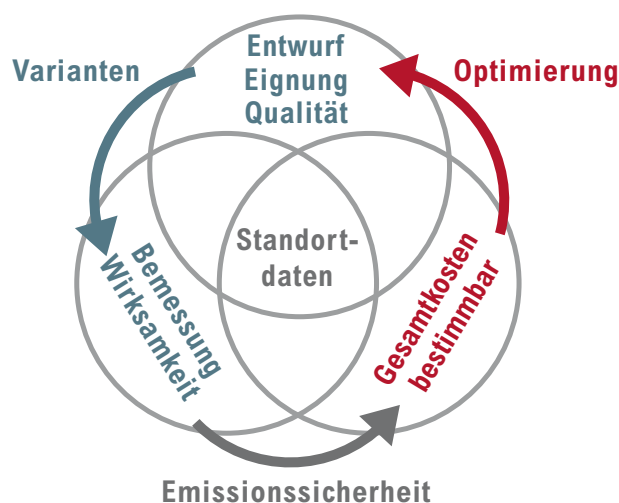 Varianten
Entwurf
Eignung
Qualität
Optimierung
Standort-
daten
Bemessung
Wirksamkeit
Gesamtkosten
bestimmbar
Emissionssicherheit